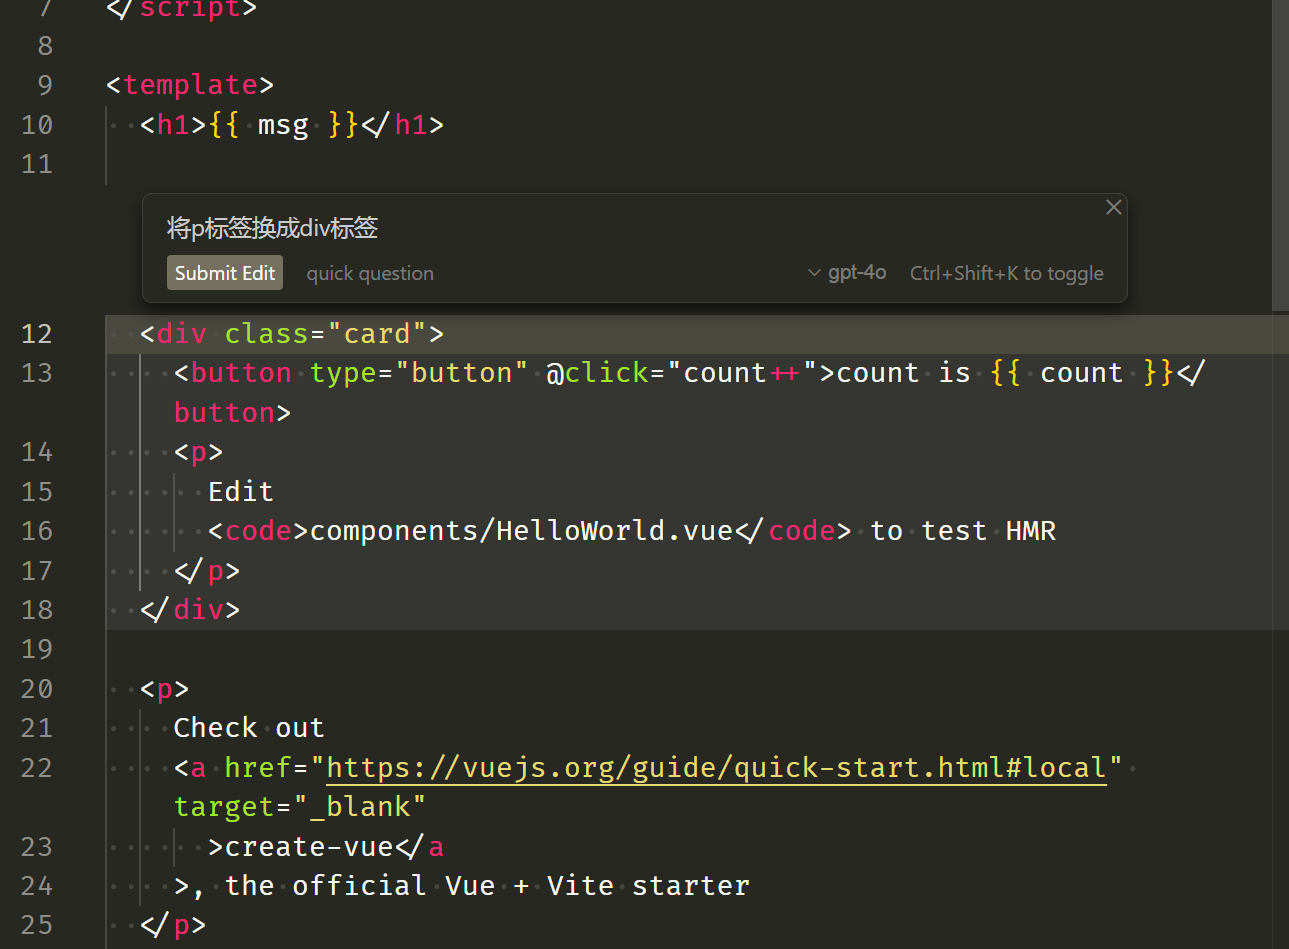 7 </script>
8
9 <template>
10 <h1>{{ msg }}</h1>
11
将p标签换成div标签
Submit Edit quick question gpt-4o Ctrl+Shift+K to toggle
12 <div class="card">
13 <button type="button" @click="count++">count is {{ count }}</
button>
14 <p>
15 Edit
16 <code>components/HelloWorld.vue</code> to test HMR
17 </p>
18 </div>
19
20 <p>
21 Check out
22 <a href="https://vuejs.org/guide/quick-start.html#local"
target="_blank"
23 >create-vue</a
24 >, the official Vue + Vite starter
25 </p>